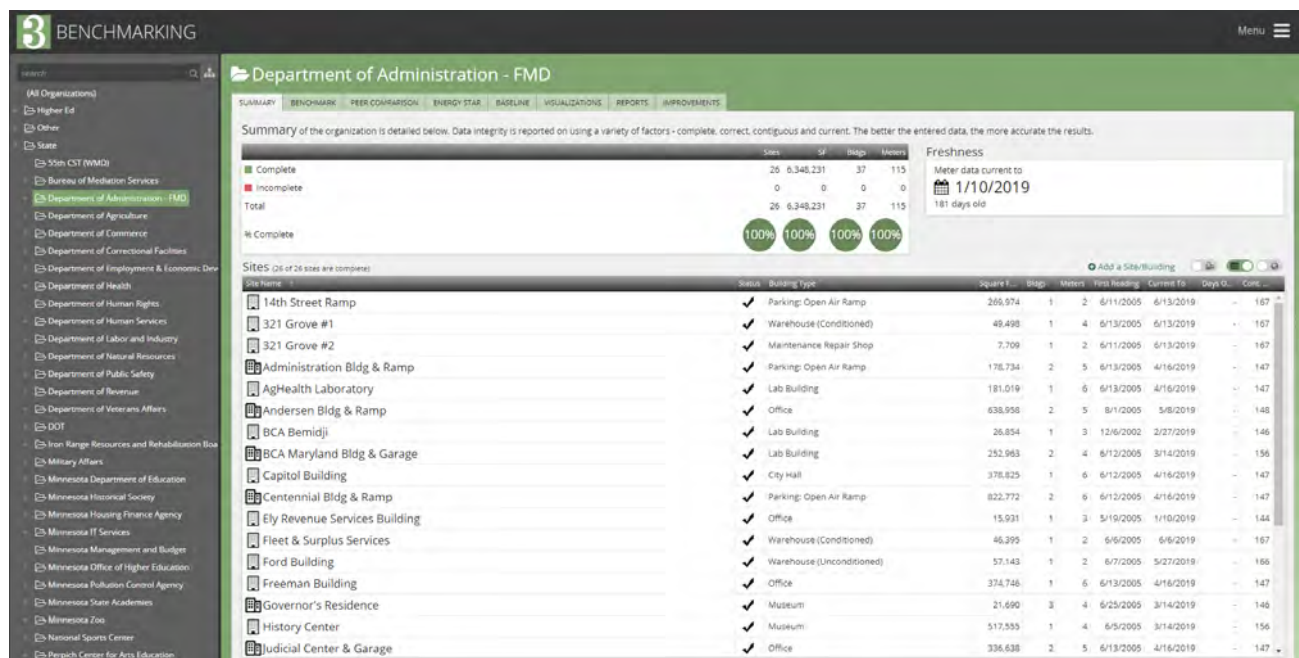 3 BENCHMARKING
Menu
search
(All Organizations)
Higher Ed
Other
State
55th CST (WMD)
Bureau of Mediation Services
Department of Administration - FMD
Department of Agriculture
Department of Commerce
Department of Correctional Facilities
Department of Employment & Economic Dev
Department of Health
Department of Human Rights
Department of Human Services
Department of Labor and Industry
Department of Natural Resources
Department of Public Safety
Department of Revenue
Department of Veterans Affairs
DOT
Iron Range Resources and Rehabilitation Boa
Military Affairs
Minnesota Department of Education
Minnesota Historical Society
Minnesota Housing Finance Agency
Minnesota IT Services
Minnesota Management and Budget
Minnesota Office of Higher Education
Minnesota Pollution Control Agency
Minnesota State Academies
Minnesota Zoo
National Sports Center
Perpich Center for Arts Education
Department of Administration - FMD
SUMMARY BENCHMARK PEER COMPARISON ENERGY STAR BASELINE VISUALIZATIONS REPORTS IMPROVEMENTS
Summary of the organization is detailed below. Data integrity is reported on using a variety of factors - complete, correct, contiguous and current. The better the entered data, the more accurate the results.
Sites SF Bldgs Meters
Complete 26 6,348,231 37 115
Incomplete 0 0 0 0
Total 26 6,348,231 37 115
% Complete 100% 100% 100% 100%
Freshness
Meter data current to
1/10/2019
181 days old
Sites (26 of 26 sites are complete)
Add a Site/Building
Site Name Status Building Type Square F... Bldgs Meters First Reading Current To Days O... Cont. ...
14th Street Ramp Parking: Open Air Ramp 269,974 1 2 6/11/2005 6/13/2019 - 167
321 Grove #1 Warehouse (Conditioned) 49,498 1 4 6/13/2005 6/13/2019 - 167
321 Grove #2 Maintenance Repair Shop 7,709 1 2 6/11/2005 6/13/2019 - 167
Administration Bldg & Ramp Parking: Open Air Ramp 178,734 2 5 6/13/2005 4/16/2019 - 147
AgHealth Laboratory Lab Building 181,019 1 6 6/13/2005 4/16/2019 - 147
Andersen Bldg & Ramp Office 638,958 2 5 8/1/2005 5/8/2019 - 148
BCA Bemidji Lab Building 26,854 1 3 12/6/2002 2/27/2019 - 146
BCA Maryland Bldg & Garage Lab Building 252,963 2 4 6/12/2005 3/14/2019 - 156
Capitol Building City Hall 378,825 1 6 6/12/2005 4/16/2019 - 147
Centennial Bldg & Ramp Parking: Open Air Ramp 822,772 2 6 6/12/2005 4/16/2019 - 147
Ely Revenue Services Building Office 15,931 1 3 5/19/2005 1/10/2019 - 144
Fleet & Surplus Services Warehouse (Conditioned) 46,395 1 2 6/6/2005 6/6/2019 - 167
Ford Building Warehouse (Unconditioned) 57,143 1 2 6/7/2005 5/27/2019 - 166
Freeman Building Office 374,746 1 6 6/13/2005 4/16/2019 - 147
Governor's Residence Museum 21,690 3 4 6/25/2005 3/14/2019 - 146
History Center Museum 517,555 1 4 6/5/2005 3/14/2019 - 156
Judicial Center & Garage Office 336,638 2 5 6/13/2005 4/16/2019 - 147